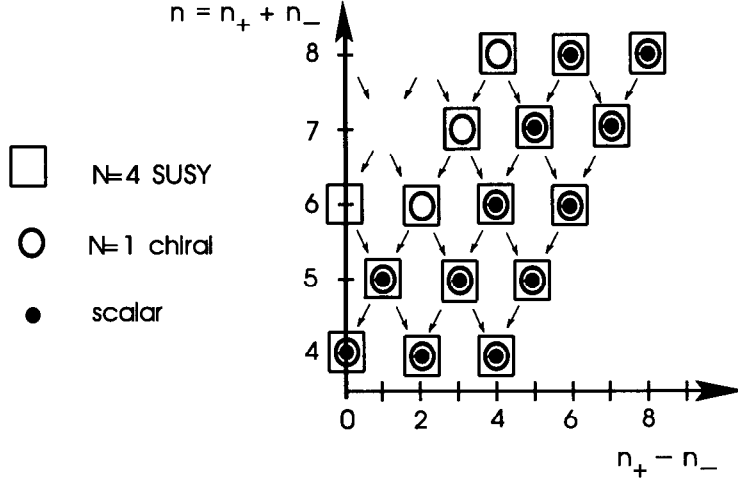 n = n₊ + n₋
8
7
6
5
4
N=4 SUSY
N=1 chiral
scalar
0 2 4 6 8
n₊ − n₋